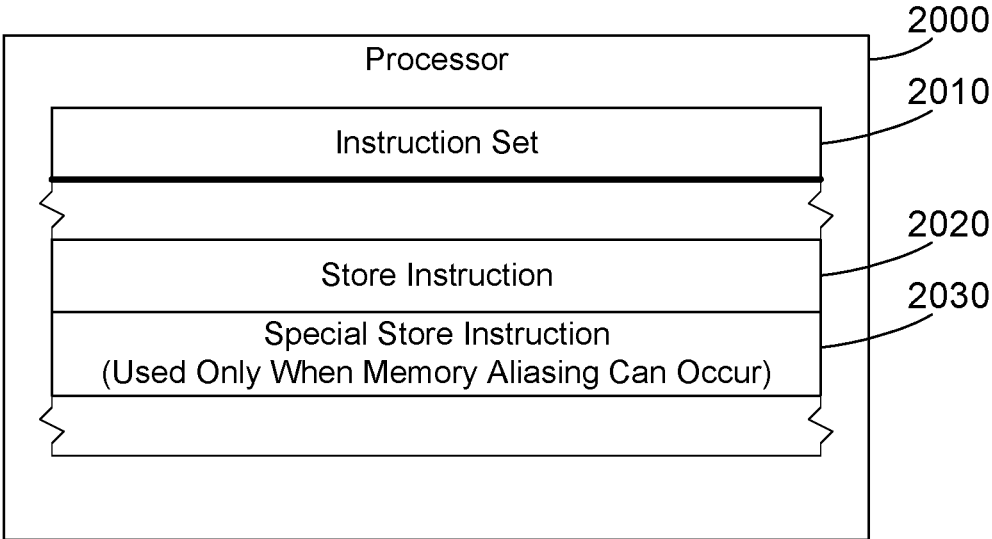 2000
Processor
2010
Instruction Set
2020
Store Instruction
2030
Special Store Instruction
(Used Only When Memory Aliasing Can Occur)